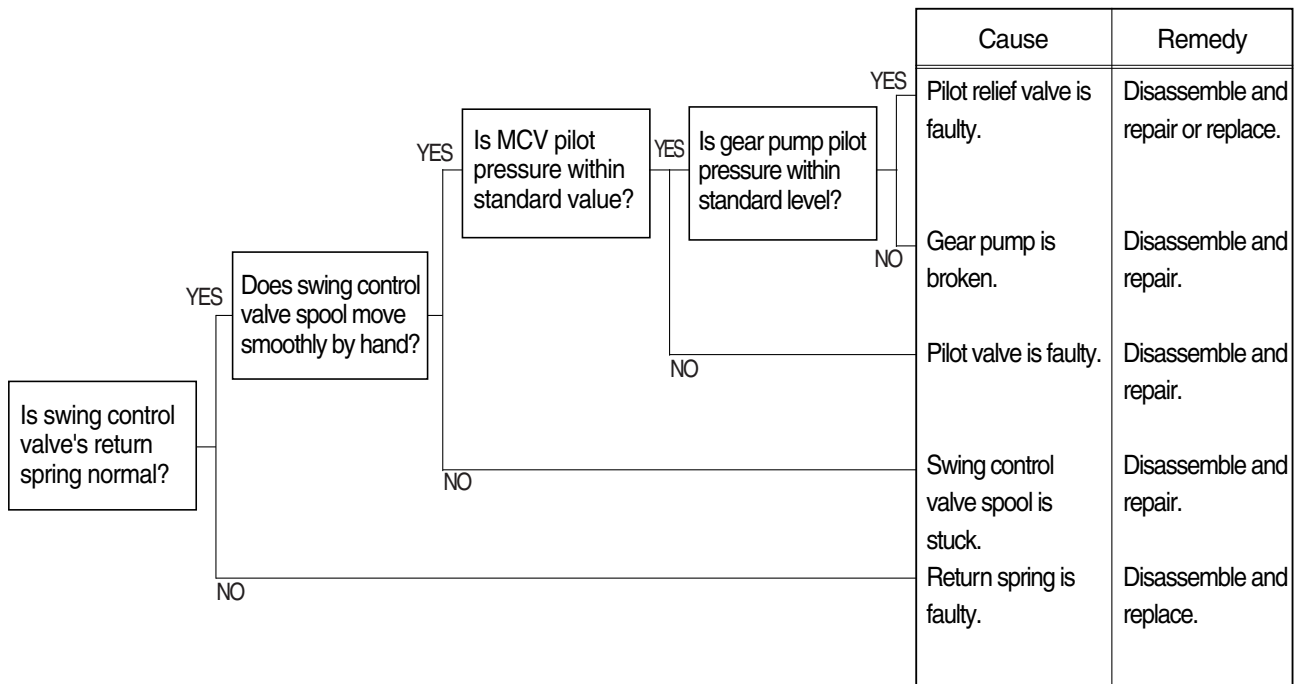 Cause
Remedy
YES
Pilot relief valve is
faulty.
Disassemble and
repair or replace.
YES
Is MCV pilot
pressure within
standard value?
YES
Is gear pump pilot
pressure within
standard level?
NO
Gear pump is
broken.
Disassemble and
repair.
YES
Does swing control
valve spool move
smoothly by hand?
NO
Pilot valve is faulty.
Disassemble and
repair.
Is swing control
valve's return
spring normal?
NO
Swing control
valve spool is
stuck.
Disassemble and
repair.
NO
Return spring is
faulty.
Disassemble and
replace.